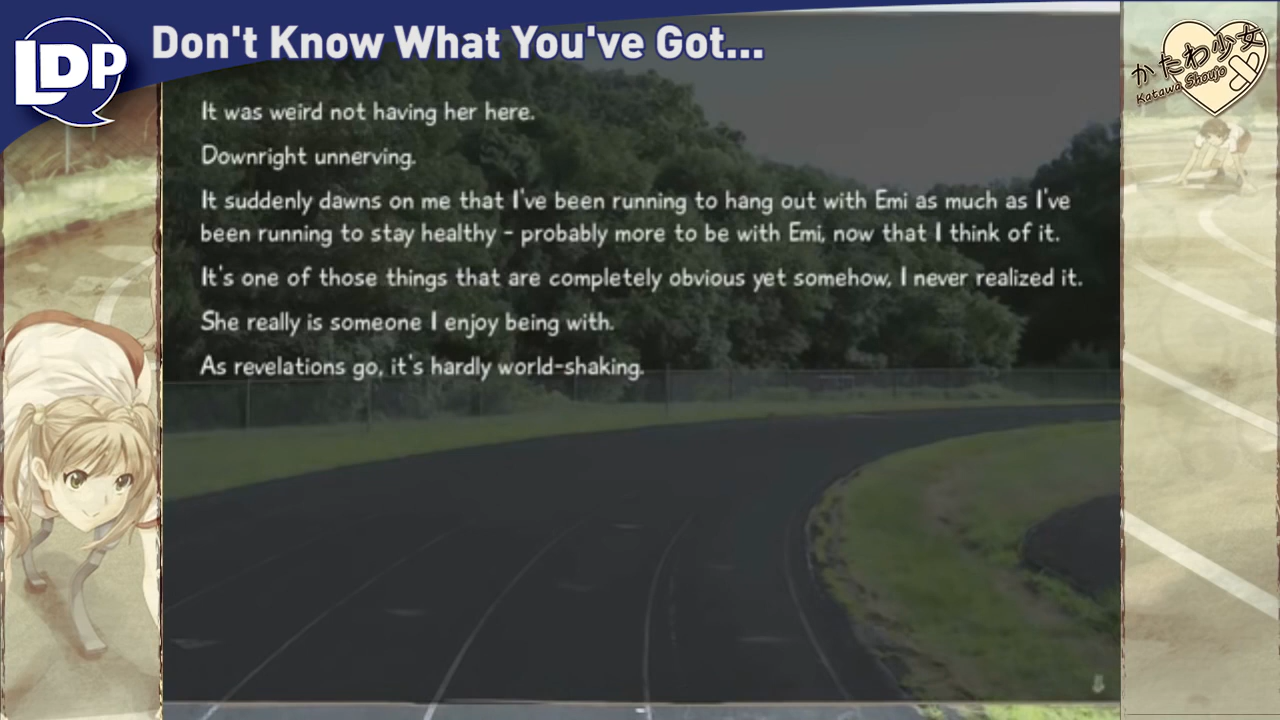 LDP
Don't Know What You've Got...
かたわ少女
Katawa Shoujo
It was weird not having her here.
Downright unnerving.
It suddenly dawns on me that I've been running to hang out with Emi as much as I've
been running to stay healthy - probably more to be with Emi, now that I think of it.
It's one of those things that are completely obvious yet somehow, I never realized it.
She really is someone I enjoy being with.
As revelations go, it's hardly world-shaking.